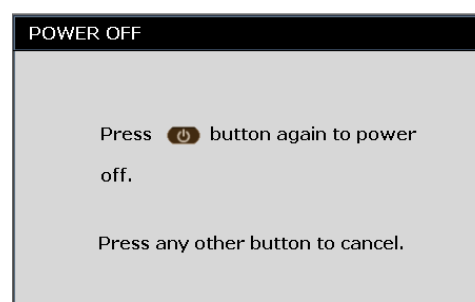 POWER OFF
Press button again to power
off.
Press any other button to cancel.